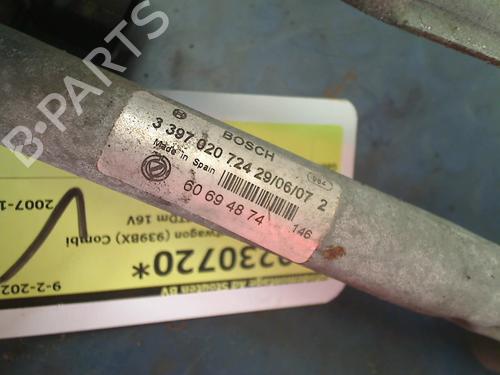 B-PARTS
BOSCH
3 397 020 724 29/06/07 2
Made in Spain
60 69 48 74
146
2007-1
wagon (939BX) Combi
TDm 16V
230720*
9-2-202